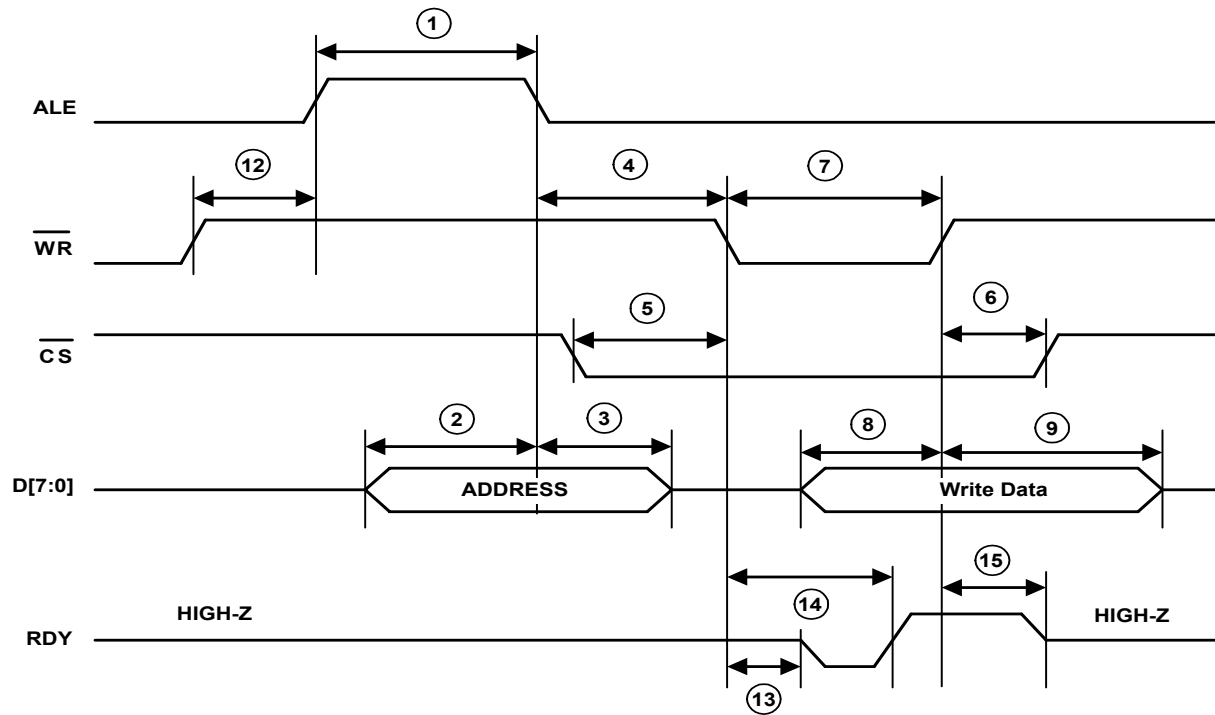 1
ALE
12
4
7
WR
5
6
CS
2
3
8
9
D[7:0]
ADDRESS
Write Data
15
14
HIGH-Z
HIGH-Z
RDY
13